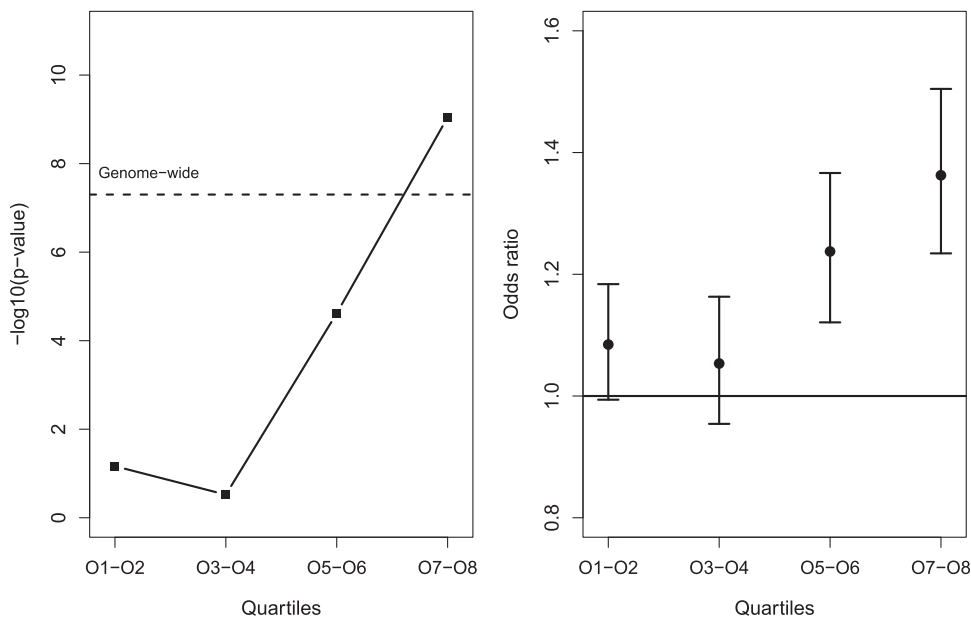 −log10(p−value)
10
8
6
4
2
0
Genome−wide
O1−O2 O3−O4 O5−O6 O7−O8
Quartiles
Odds ratio
1.6
1.4
1.2
1.0
0.8
O1−O2 O3−O4 O5−O6 O7−O8
Quartiles